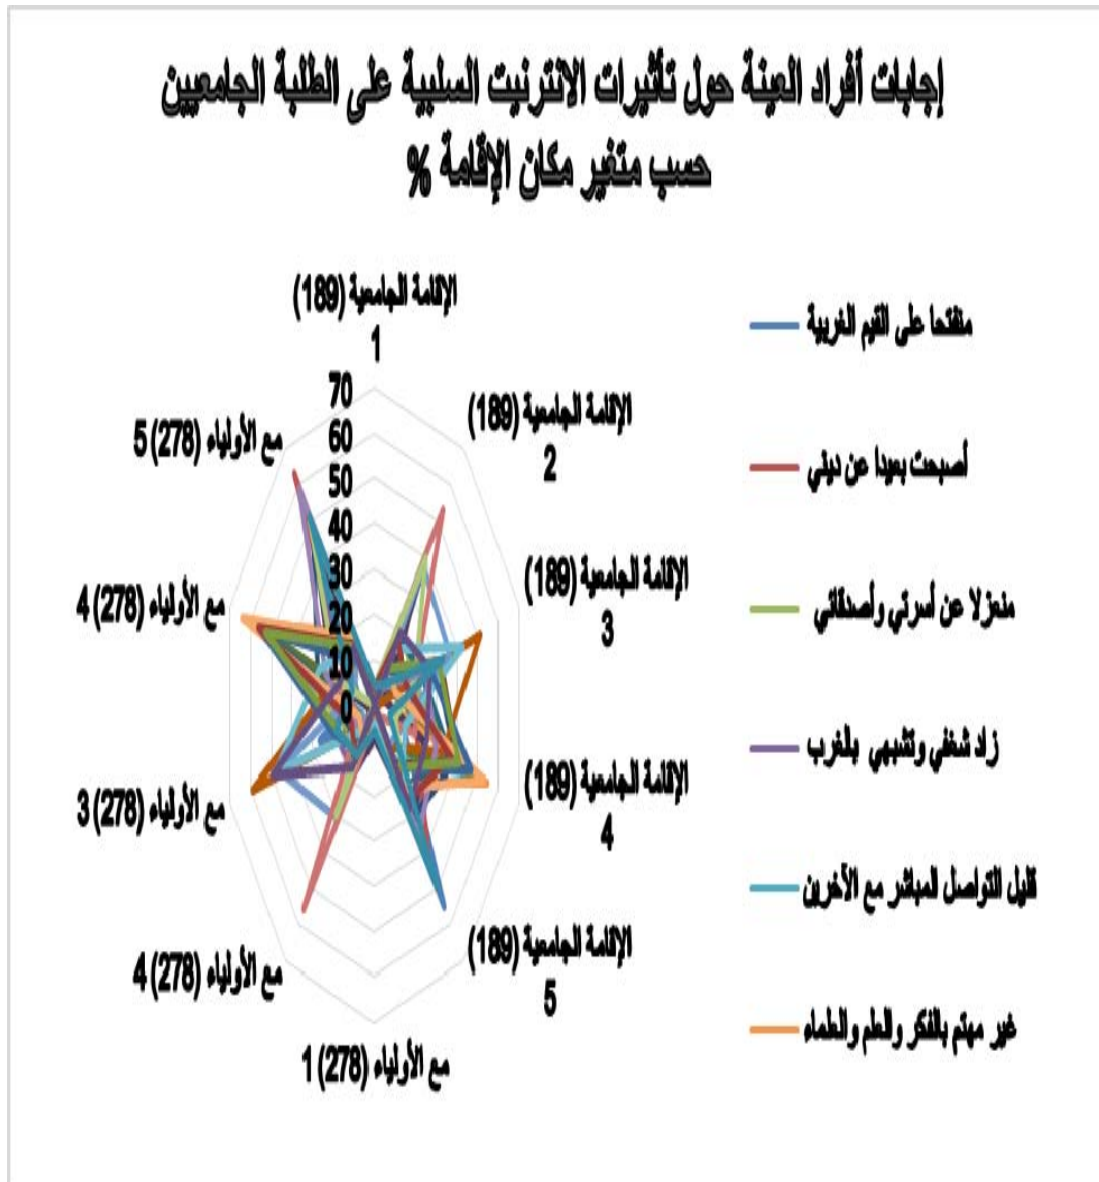 إجابات أفراد العينة حول تأثيرات الانترنيت السلبية على الطلبة الجامعيين
حسب متغير مكان الإقامة %
الإقامة الجامعية (189)
1
الإقامة الجامعية (189)
2
الإقامة الجامعية (189)
3
الإقامة الجامعية (189)
4
الإقامة الجامعية (189)
5
مع الأولياء (278) 1
مع الأولياء (278) 4
مع الأولياء (278) 3
مع الأولياء (278) 4
مع الأولياء (278) 5
70
60
50
40
30
20
10
0
منفتحا على القيم الغربية
أصبحت بعيدا عن ديني
منعزلا عن أسرتي وأصدقائي
زاد شغفي وتشبهي بالغرب
قليل التواصل المباشر مع الآخرين
غير مهتم بالفكر والعلم والعلماء